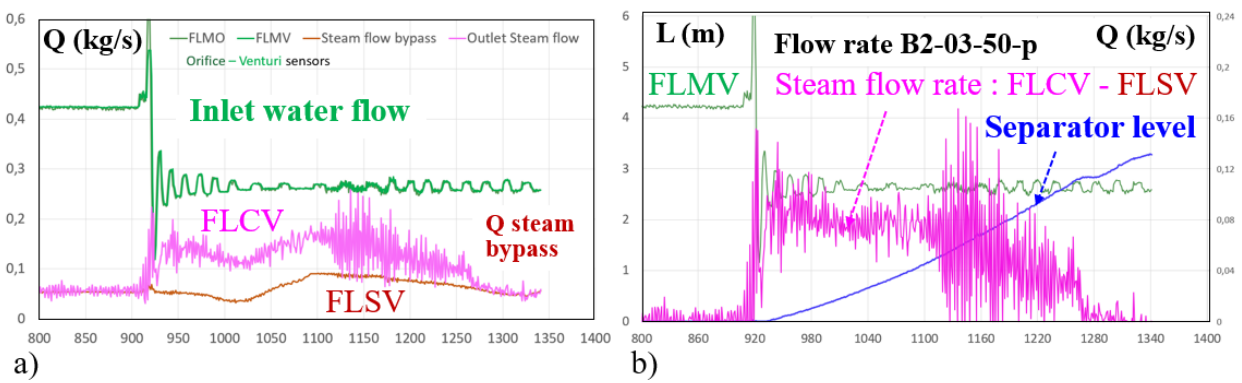 0,6
0,5
0,4
0,3
0,2
0,1
0
Q (kg/s)
FLMO FLMV Steam flow bypass Outlet Steam flow
Orifice – Venturi sensors
Inlet water flow
FLCV
Q steam
bypass
FLSV
800 850 900 950 1000 1050 1100 1150 1200 1250 1300 1350 1400
a)
6
5
4
3
2
1
0
L (m)
Q (kg/s)
Flow rate B2-03-50-p
FLMV
Steam flow rate : FLCV - FLSV
Separator level
0,24
0,2
0,16
0,12
0,08
0,04
0
800 860 920 980 1040 1100 1160 1220 1280 1340 1400
b)